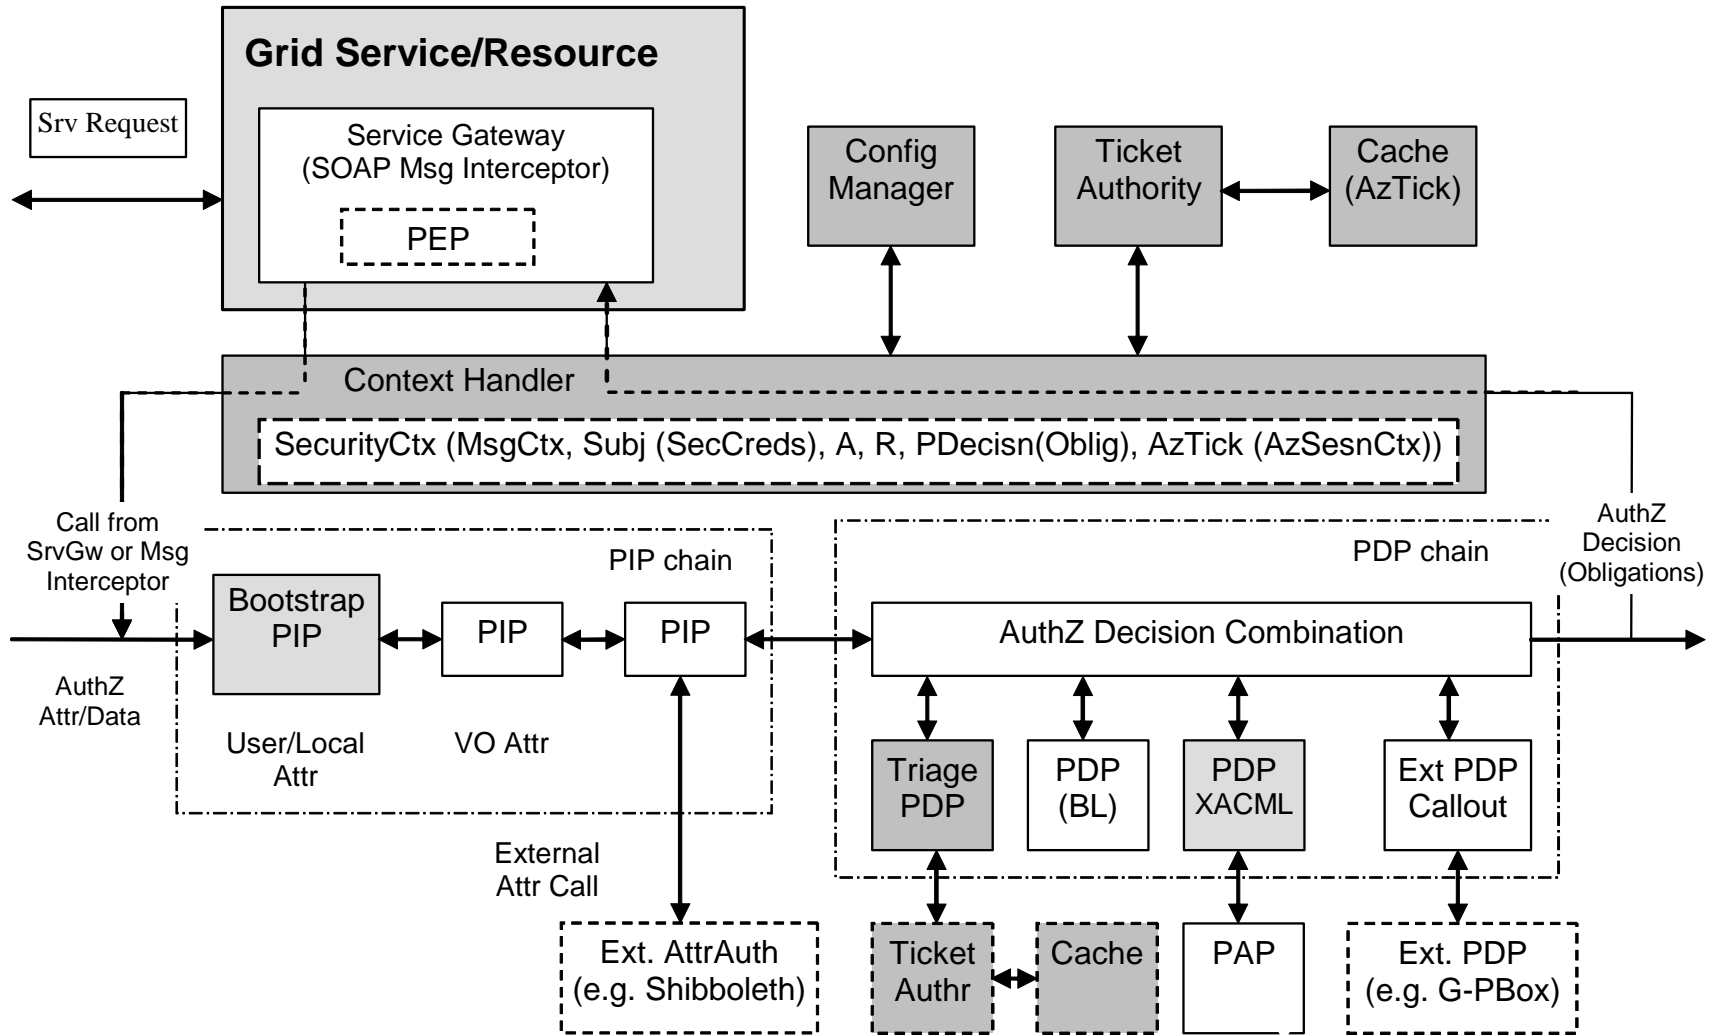 Grid Service/Resource
Srv Request
Service Gateway
(SOAP Msg Interceptor)
PEP
Config
Manager
Ticket
Authority
Cache
(AzTick)
Context Handler
SecurityCtx (MsgCtx, Subj (SecCreds), A, R, PDecisn(Oblig), AzTick (AzSesnCtx))
Call from
SrvGw or Msg
Interceptor
PIP chain
PDP chain
AuthZ
Decision
(Obligations)
Bootstrap
PIP
PIP
PIP
AuthZ Decision Combination
AuthZ
Attr/Data
User/Local
Attr
VO Attr
Triage
PDP
PDP
(BL)
PDP
XACML
Ext PDP
Callout
External
Attr Call
Ext. AttrAuth
(e.g. Shibboleth)
Ticket
Authr
Cache
PAP
Ext. PDP
(e.g. G-PBox)